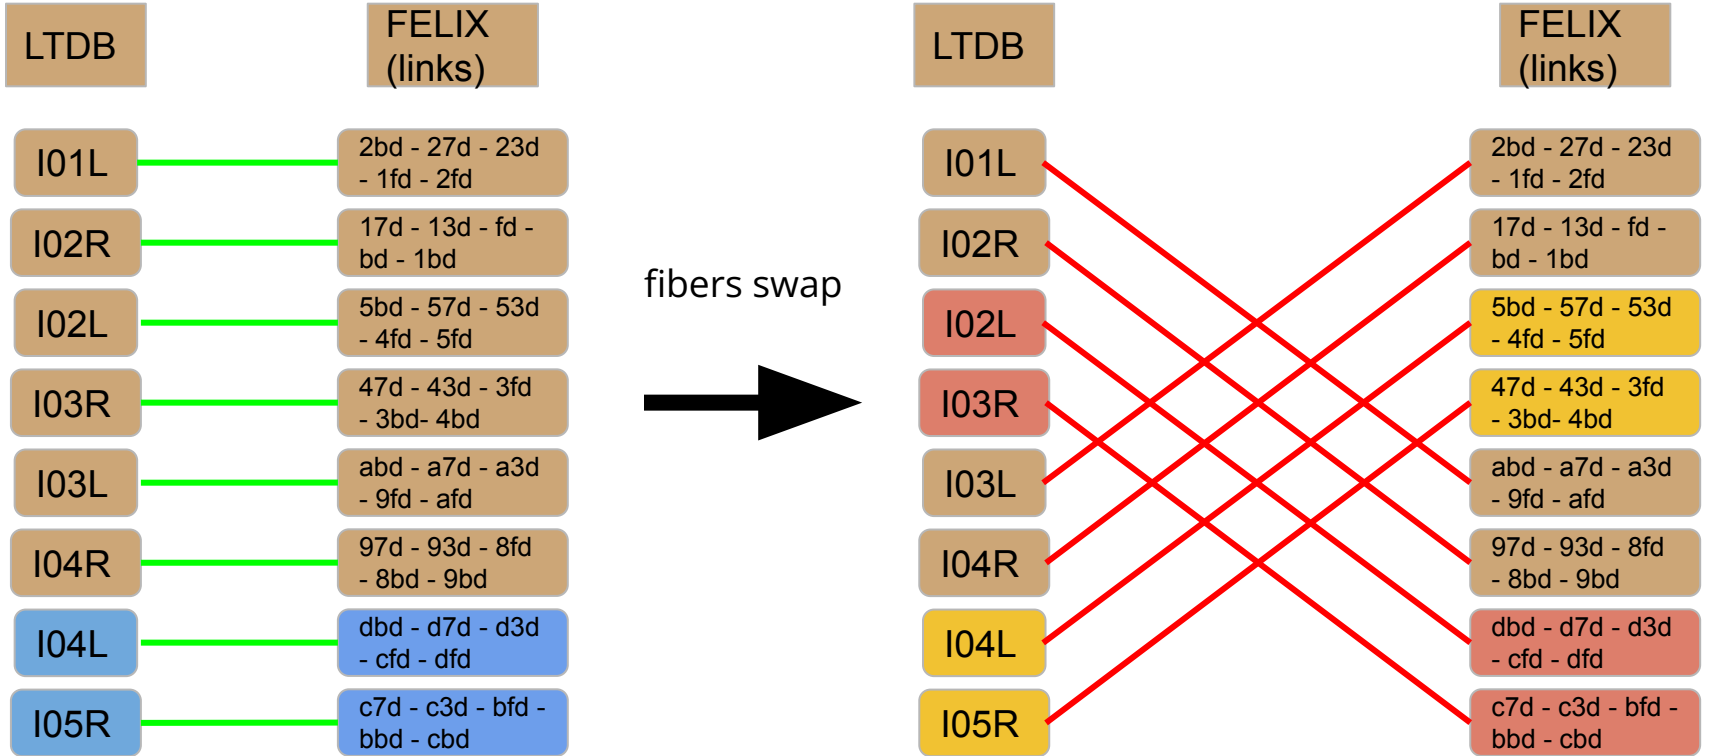 LTDB
FELIX
(links)
I01L
2bd - 27d - 23d
- 1fd - 2fd
I02R
17d - 13d - fd -
bd - 1bd
I02L
5bd - 57d - 53d
- 4fd - 5fd
I03R
47d - 43d - 3fd
- 3bd- 4bd
I03L
abd - a7d - a3d
- 9fd - afd
I04R
97d - 93d - 8fd
- 8bd - 9bd
I04L
dbd - d7d - d3d
- cfd - dfd
I05R
c7d - c3d - bfd -
bbd - cbd
fibers swap
LTDB
FELIX
(links)
I01L
2bd - 27d - 23d
- 1fd - 2fd
I02R
17d - 13d - fd -
bd - 1bd
I02L
5bd - 57d - 53d
- 4fd - 5fd
I03R
47d - 43d - 3fd
- 3bd- 4bd
I03L
abd - a7d - a3d
- 9fd - afd
I04R
97d - 93d - 8fd
- 8bd - 9bd
I04L
dbd - d7d - d3d
- cfd - dfd
I05R
c7d - c3d - bfd -
bbd - cbd